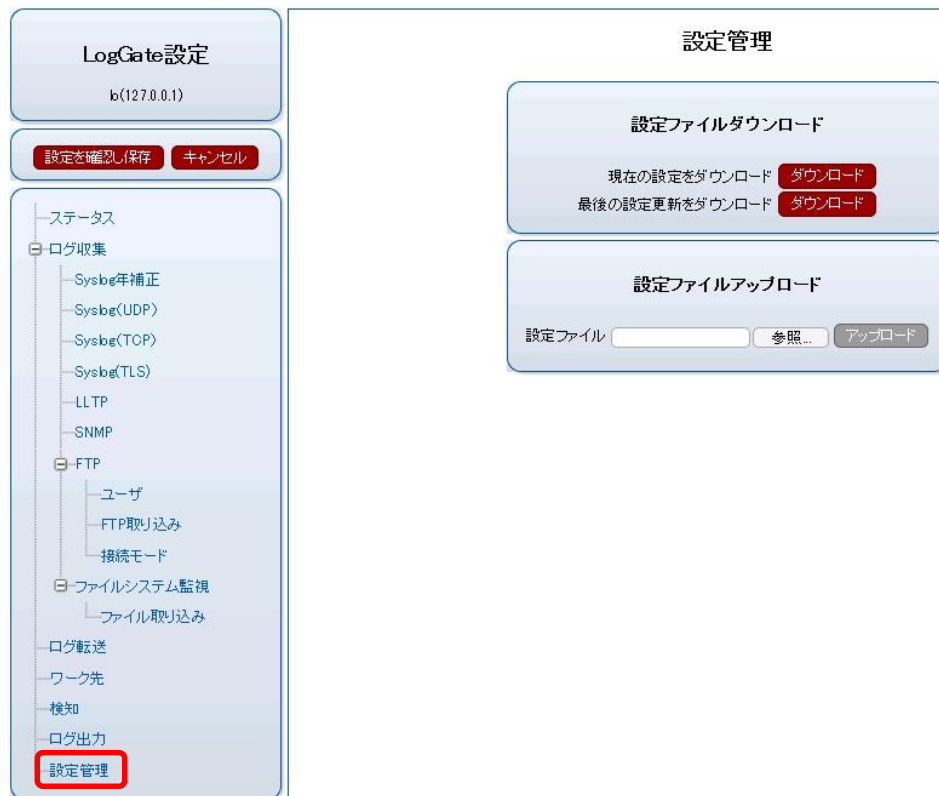 LogGate設定
lo(127.0.0.1)
設定を確認し保存 キャンセル
ステータス
ログ収集
Syslog年補正
Syslog(UDP)
Syslog(TCP)
Syslog(TLS)
LLTP
SNMP
FTP
ユーザ
FTP取り込み
接続モード
ファイルシステム監視
ファイル取り込み
ログ転送
ワーク先
検知
ログ出力
設定管理
設定管理
設定ファイルダウンロード
現在の設定をダウンロード ダウンロード
最後の設定更新をダウンロード ダウンロード
設定ファイルアップロード
設定ファイル 参照... アップロード